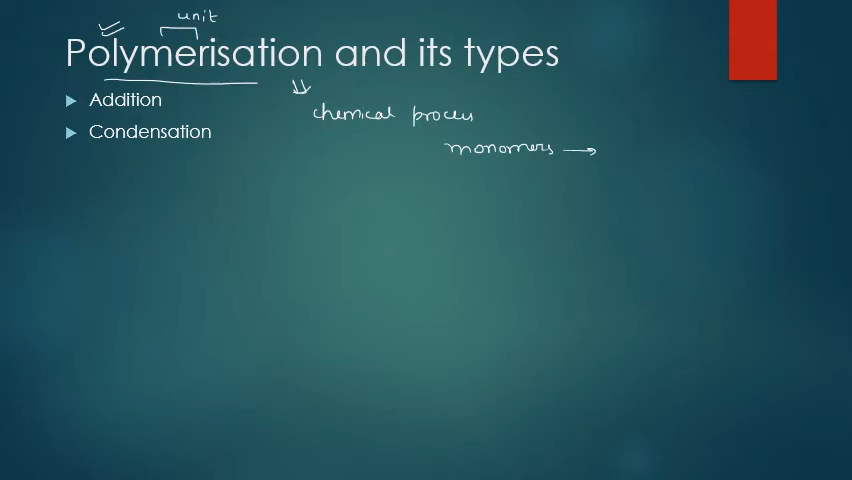 unit
Polymerisation and its types
Addition
Condensation
chemical process
monomers →